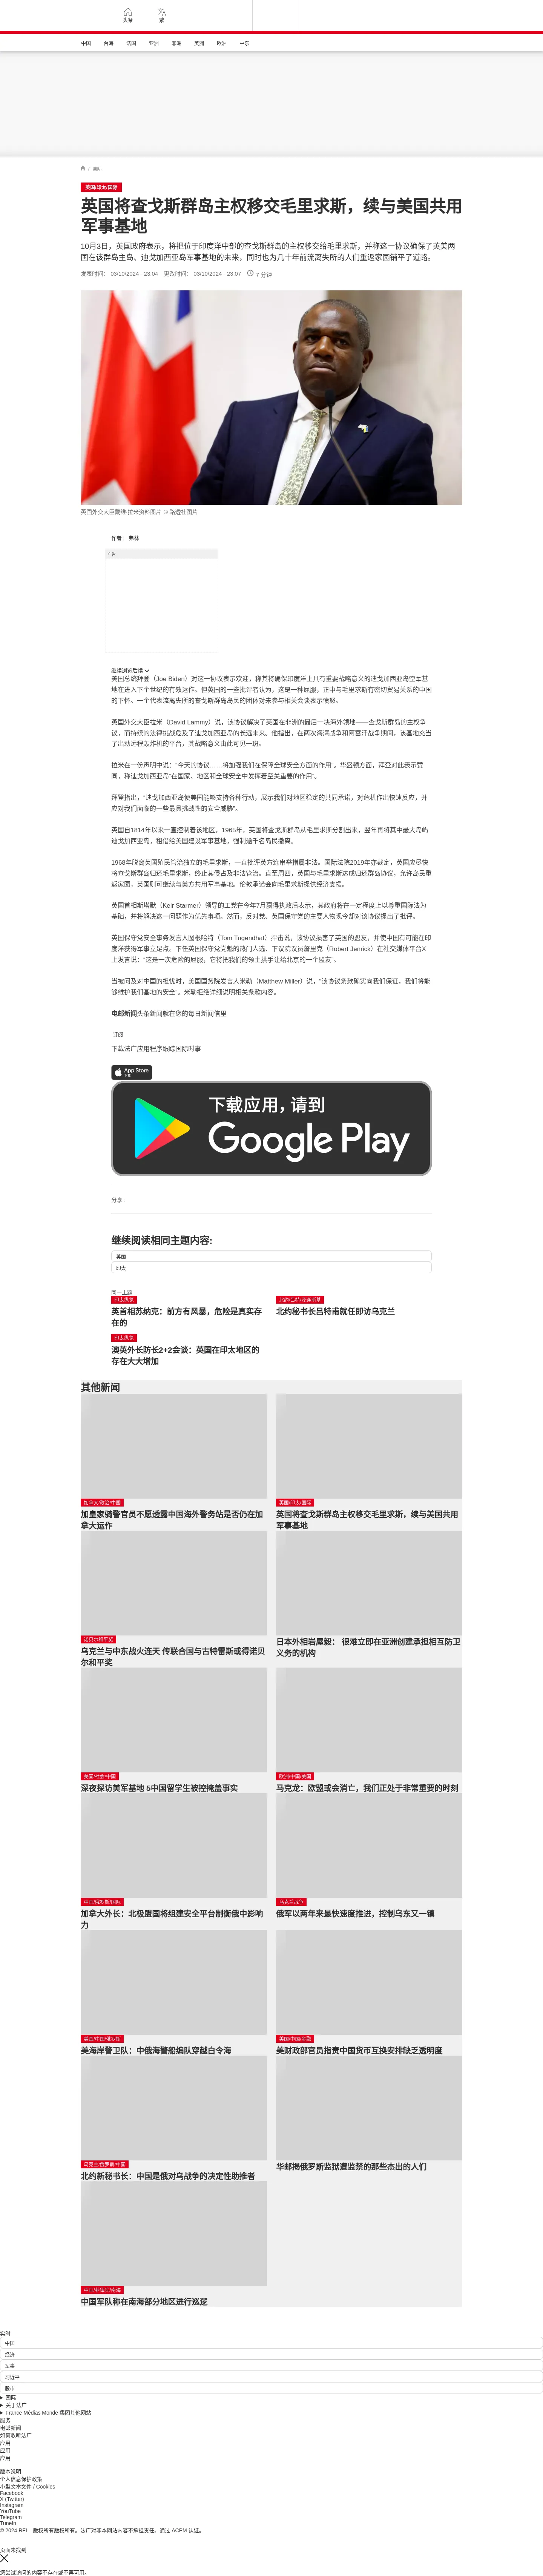 头条
繁
中国
台海
法国
亚洲
非洲
美洲
欧洲
中东
/ 国际
英国/印太/国际
英国将查戈斯群岛主权移交毛里求斯，续与美国共用
军事基地
10月3日，英国政府表示，将把位于印度洋中部的查戈斯群岛的主权移交给毛里求斯，并称这一协议确保了英美两
国在该群岛主岛、迪戈加西亚岛军事基地的未来，同时也为几十年前流离失所的人们重返家园铺平了道路。
发表时间： 03/10/2024 - 23:04 更改时间： 03/10/2024 - 23:07 7 分钟
英国外交大臣戴维·拉米资料图片 © 路透社图片
作者： 弗林
广告
继续浏览后续
美国总统拜登（Joe Biden）对这一协议表示欢迎，称其将确保印度洋上具有重要战略意义的迪戈加西亚岛空军基
地在进入下个世纪的有效运作。但英国的一些批评者认为，这是一种屈服，正中与毛里求斯有密切贸易关系的中国
的下怀。一个代表流离失所的查戈斯群岛岛民的团体对未参与相关会谈表示愤怒。
英国外交大臣拉米（David Lammy）说，该协议解决了英国在非洲的最后一块海外领地——查戈斯群岛的主权争
议，而持续的法律挑战危及了迪戈加西亚岛的长远未来。他指出，在两次海湾战争和阿富汗战争期间，该基地充当
了出动远程轰炸机的平台，其战略意义由此可见一斑。
拉米在一份声明中说：“今天的协议……将加强我们在保障全球安全方面的作用”。华盛顿方面，拜登对此表示赞
同，称迪戈加西亚岛“在国家、地区和全球安全中发挥着至关重要的作用”。
拜登指出，“迪戈加西亚岛使美国能够支持各种行动，展示我们对地区稳定的共同承诺，对危机作出快速反应，并
应对我们面临的一些最具挑战性的安全威胁”。
英国自1814年以来一直控制着该地区，1965年，英国将查戈斯群岛从毛里求斯分割出来，翌年再将其中最大岛屿
迪戈加西亚岛，租借给美国建设军事基地，强制逾千名岛民撤离。
1968年脱离英国殖民管治独立的毛里求斯，一直批评英方连串举措属非法。国际法院2019年亦裁定，英国应尽快
将查戈斯群岛归还毛里求斯，终止其侵占及非法管治。直至周四，英国与毛里求斯达成归还群岛协议，允许岛民重
返家园，英国则可继续与美方共用军事基地。伦敦承诺会向毛里求斯提供经济支援。
英国首相斯塔默（Keir Starmer）领导的工党在今年7月赢得执政后表示，其政府将在一定程度上以尊重国际法为
基础，并将解决这一问题作为优先事项。然而，反对党、英国保守党的主要人物现今却对该协议提出了批评。
英国保守党安全事务发言人图根哈特（Tom Tugendhat）抨击说，该协议损害了英国的盟友，并使中国有可能在印
度洋获得军事立足点。下任英国保守党党魁的热门人选、下议院议员詹里克（Robert Jenrick）在社交媒体平台X
上发言说：“这是一次危险的屈服，它将把我们的领土拱手让给北京的一个盟友”。
当被问及对中国的担忧时，美国国务院发言人米勒（Matthew Miller）说，“该协议条款确实向我们保证，我们将能
够维护我们基地的安全”。米勒拒绝详细说明相关条款内容。
电邮新闻头条新闻就在您的每日新闻信里
订阅
下载法广应用程序跟踪国际时事
App Store
下载
下载应用，请到
Google Play
分享 :
继续阅读相同主题内容:
英国
印太
同一主题
印太纵览
英首相苏纳克：前方有风暴，危险是真实存
在的
北约/吕特/泽连斯基
北约秘书长吕特甫就任即访乌克兰
印太纵览
澳英外长防长2+2会谈：英国在印太地区的
存在大大增加
其他新闻
加拿大/政治/中国
加皇家骑警官员不愿透露中国海外警务站是否仍在加
拿大运作
英国/印太/国际
英国将查戈斯群岛主权移交毛里求斯，续与美国共用
军事基地
诺贝尔和平奖
乌克兰与中东战火连天 传联合国与古特雷斯或得诺贝
尔和平奖
日本外相岩屋毅： 很难立即在亚洲创建承担相互防卫
义务的机构
美国/社会/中国
深夜探访美军基地 5中国留学生被控掩盖事实
欧洲/中国/美国
马克龙：欧盟或会消亡，我们正处于非常重要的时刻
中国/俄罗斯/国际
加拿大外长：北极盟国将组建安全平台制衡俄中影响
力
乌克兰战争
俄军以两年来最快速度推进，控制乌东又一镇
美国/中国/俄罗斯
美海岸警卫队：中俄海警船编队穿越白令海
美国/中国/金融
美财政部官员指责中国货币互换安排缺乏透明度
乌克兰/俄罗斯/中国
北约新秘书长：中国是俄对乌战争的决定性助推者
华邮揭俄罗斯监狱遭监禁的那些杰出的人们
中国/菲律宾/南海
中国军队称在南海部分地区进行巡逻
实时
中国
经济
军事
习近平
股市
国际
关于法广
France Médias Monde 集团其他网站
服务
电邮新闻
如何收听法广
应用
应用
应用
版本说明
个人信息保护政策
小型文本文件 / Cookies
Facebook
X (Twitter)
Instagram
YouTube
Telegram
TuneIn
© 2024 RFI – 版权所有版权所有。法广对非本网站内容不承担责任。通过 ACPM 认证。
页面未找到
您尝试访问的内容不存在或不再可用。